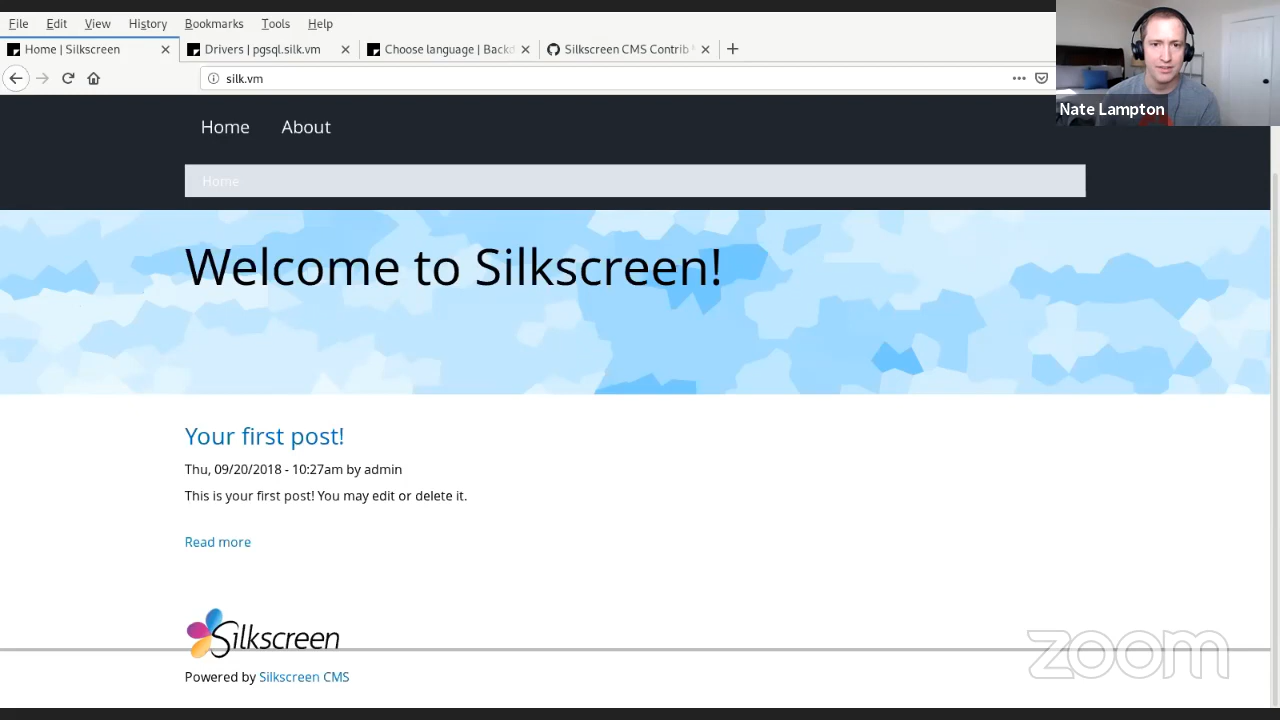 File Edit View History Bookmarks Tools Help
Home | Silkscreen
Drivers | pgsql.silk.vm
Choose language | Backd
Silkscreen CMS Contrib
silk.vm
Nate Lampton
Home About
Home
Welcome to Silkscreen!
Your first post!
Thu, 09/20/2018 - 10:27am by admin
This is your first post! You may edit or delete it.
Read more
Silkscreen
zoom
Powered by Silkscreen CMS